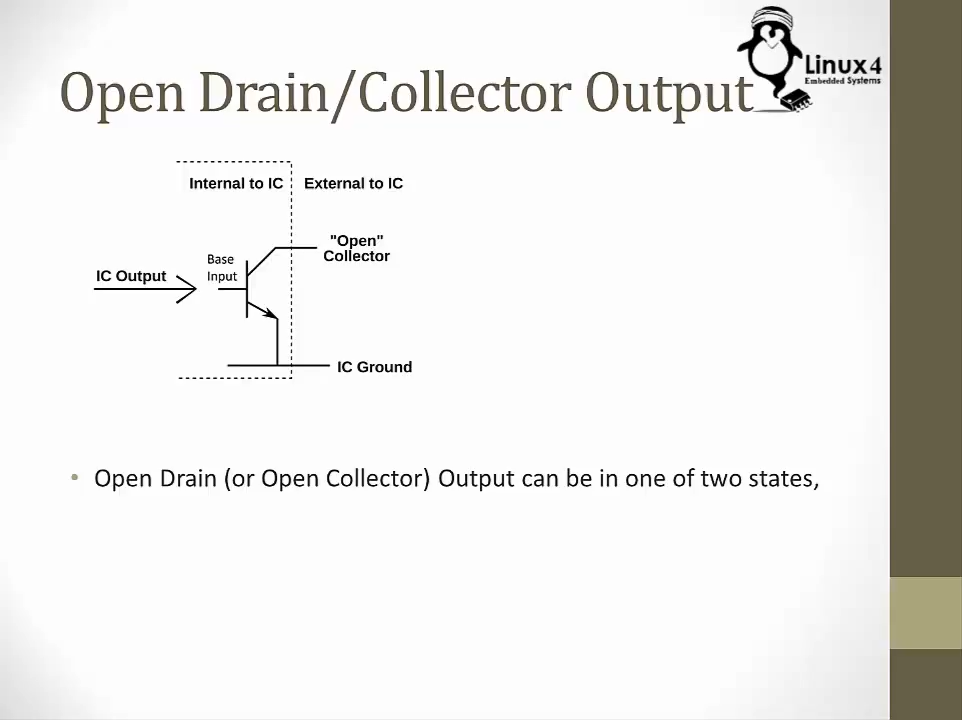 Linux4
Embedded Systems
Open Drain/Collector Output
Internal to IC
External to IC
"Open"
Collector
Base
Input
IC Output
IC Ground
• Open Drain (or Open Collector) Output can be in one of two states,